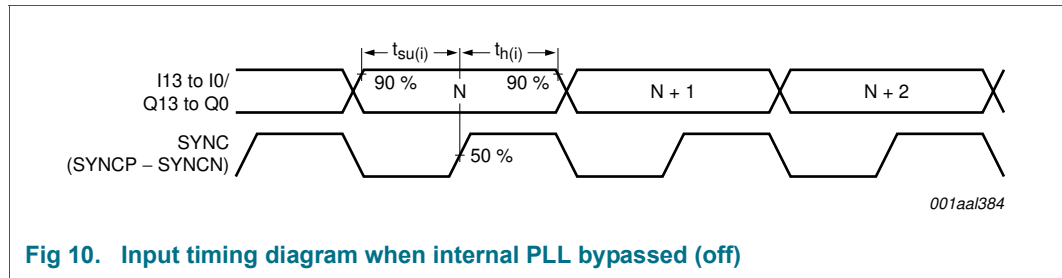 tsu(i) th(i)
I13 to I0/
Q13 to Q0
90 % N 90 % N + 1 N + 2
SYNC
(SYNCP – SYNCN)
50 %
001aal384
Fig 10. Input timing diagram when internal PLL bypassed (off)